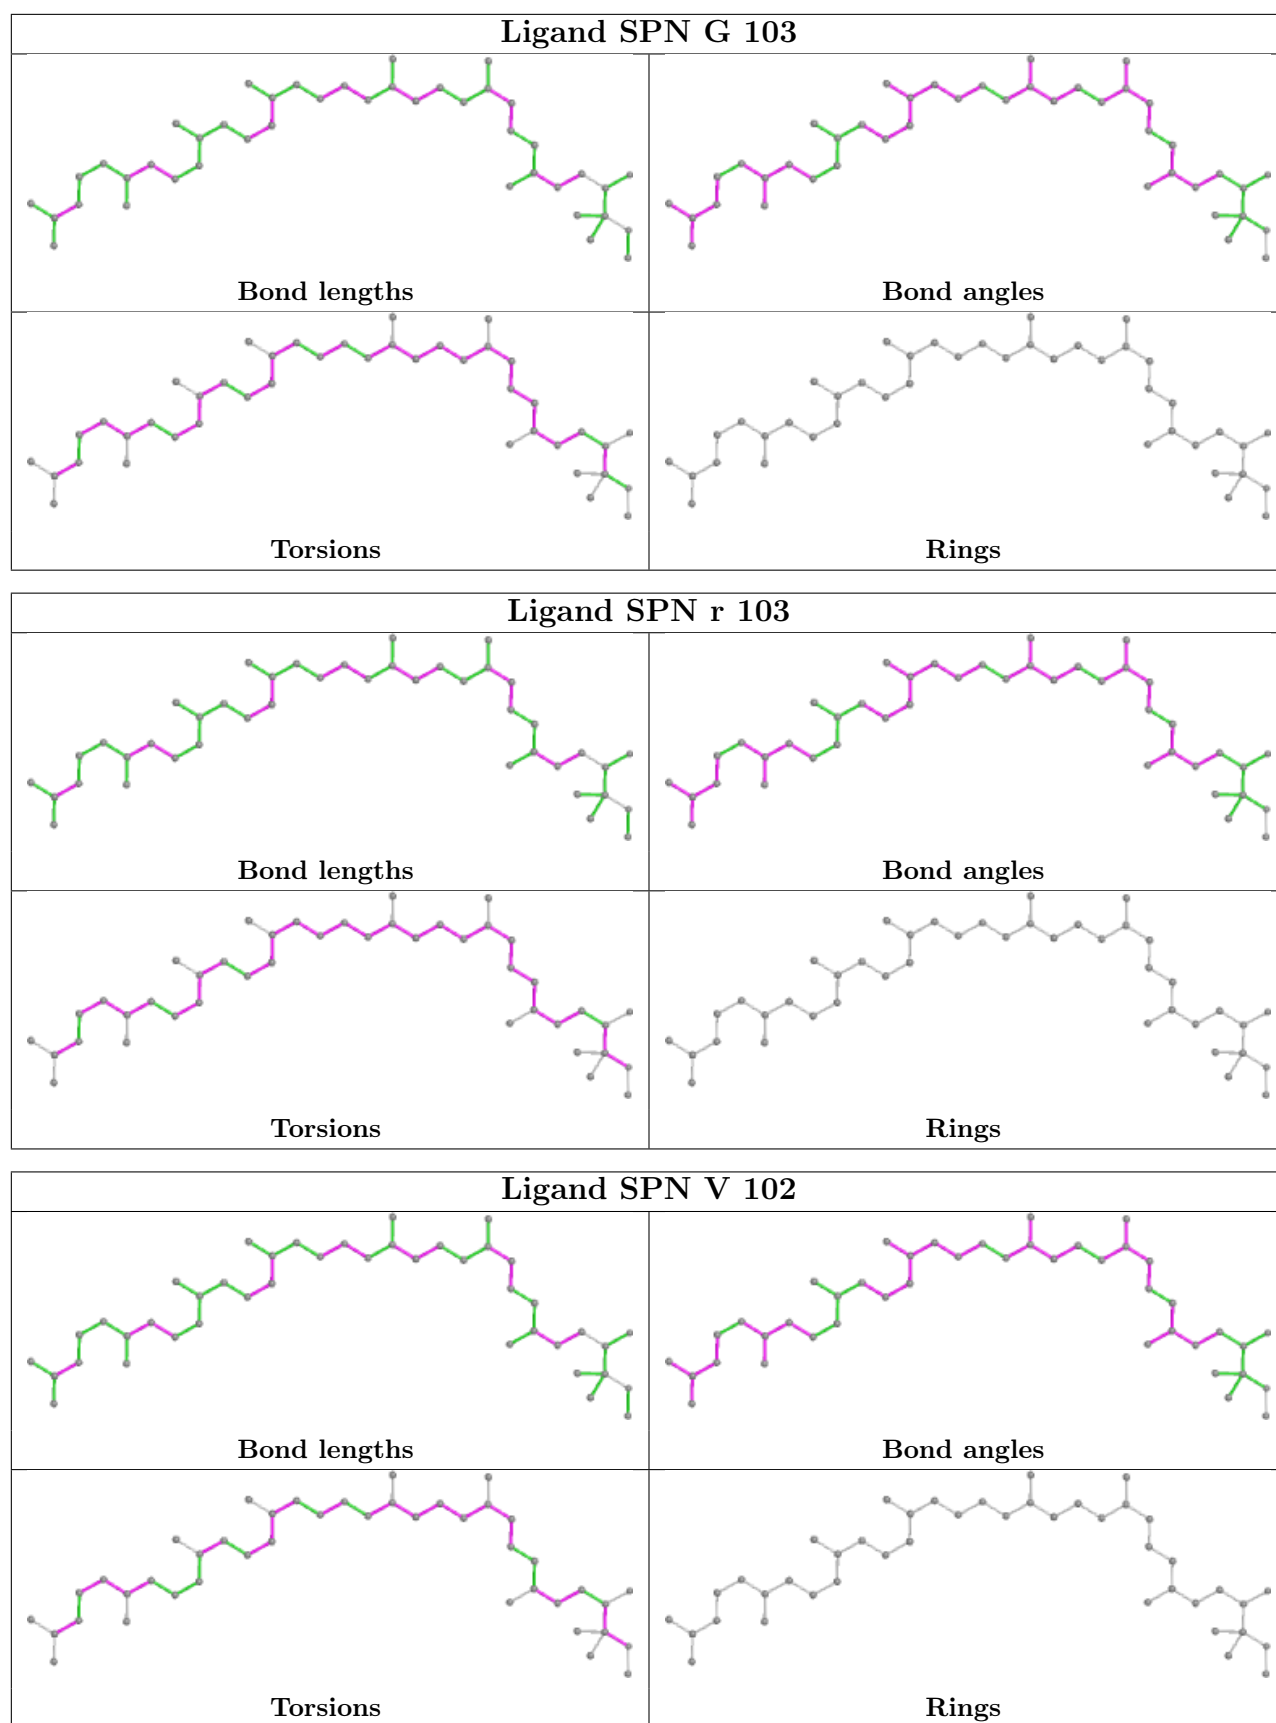 Ligand SPN G 103
Bond lengths
Bond angles
Torsions
Rings
Ligand SPN r 103
Bond lengths
Bond angles
Torsions
Rings
Ligand SPN V 102
Bond lengths
Bond angles
Torsions
Rings